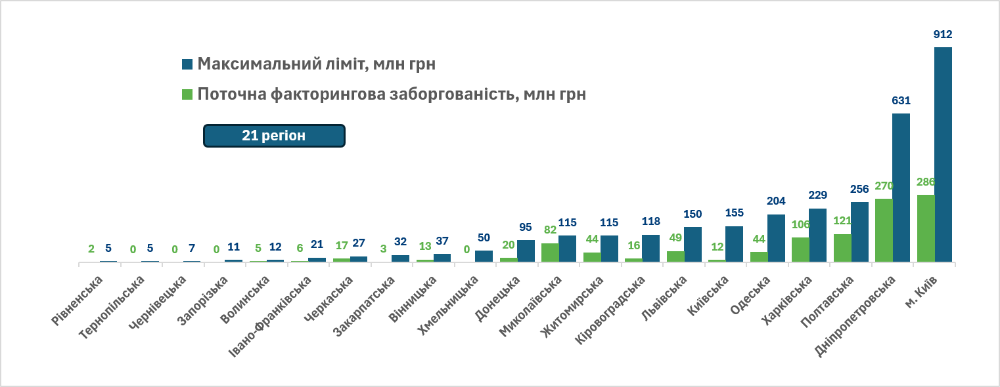 Максимальний ліміт, млн грн
Поточна факторингова заборгованість, млн грн
21 регіон
2 5 0 5 0 7 0 11 5 12 6 21 17 27 3 32 13 37 0 50 20 95 82 115 44 115 16 118 49 150 12 155 44 204 106 229 121 256 270 631 286 912
Рівненська Тернопільська Чернівецька Запорізька Волинська Івано-Франківська Черкаська Закарпатська Вінницька Хмельницька Донецька Миколаївська Житомирська Кіровоградська Львівська Київська Одеська Харківська Полтавська Дніпропетровська м. Київ